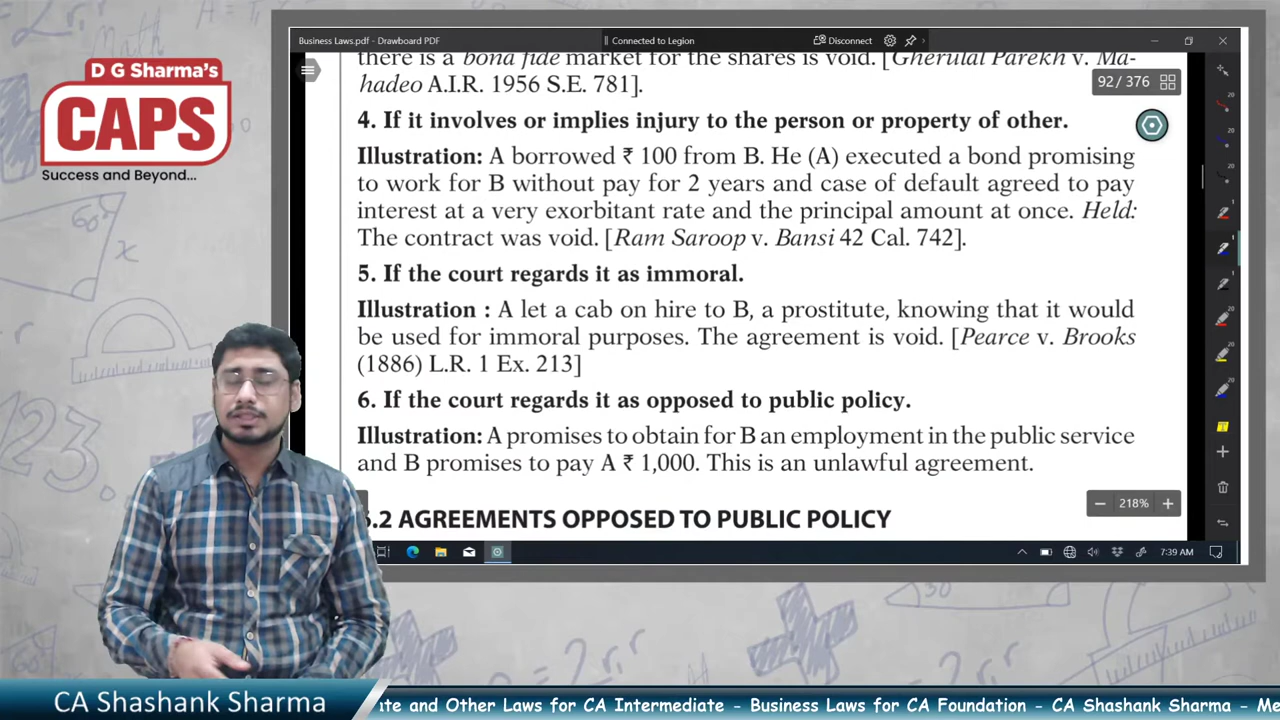 D G Sharma's
CAPS
Success and Beyond...
Business Laws.pdf - Drawboard PDF
Connected to Legion
Disconnect
92 / 376
there is a bona fide market for the shares is void. [Gherulal Parekh v. Ma-
hadeo A.I.R. 1956 S.E. 781].
4. If it involves or implies injury to the person or property of other.
Illustration: A borrowed ₹ 100 from B. He (A) executed a bond promising
to work for B without pay for 2 years and case of default agreed to pay
interest at a very exorbitant rate and the principal amount at once. Held:
The contract was void. [Ram Saroop v. Bansi 42 Cal. 742].
5. If the court regards it as immoral.
Illustration : A let a cab on hire to B, a prostitute, knowing that it would
be used for immoral purposes. The agreement is void. [Pearce v. Brooks
(1886) L.R. 1 Ex. 213]
6. If the court regards it as opposed to public policy.
Illustration: A promises to obtain for B an employment in the public service
and B promises to pay A ₹ 1,000. This is an unlawful agreement.
.2 AGREEMENTS OPPOSED TO PUBLIC POLICY
218%
7:39 AM
CA Shashank Sharma
te and Other Laws for CA Intermediate - Business Laws for CA Foundation - CA Shashank Sharma - Me